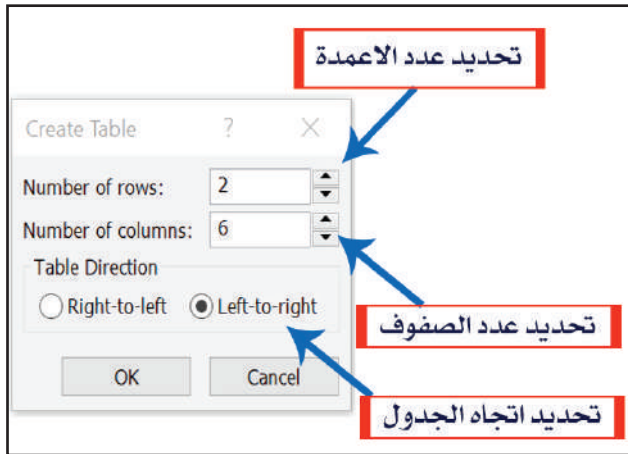 تحديد عدد الاعمدة
Create Table ? ×
Number of rows: 2
Number of columns: 6
Table Direction
Right-to-left Left-to-right
تحديد عدد الصفوف
OK Cancel
تحديد اتجاه الجدول